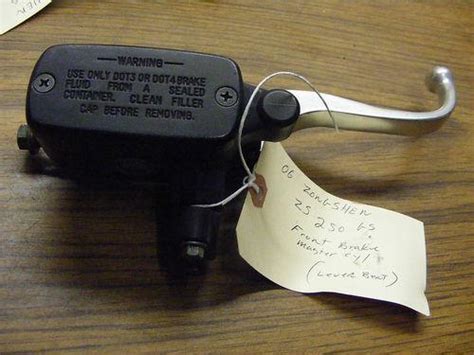 WARNING
USE ONLY DOT3 OR DOT4 BRAKE
FLUID FROM A SEALED
CONTAINER. CLEAN FILLER
CAP BEFORE REMOVING.
06 ZONGSHEN
ZS 250 GS
Front Brake
master cyl
(Lever Bent)